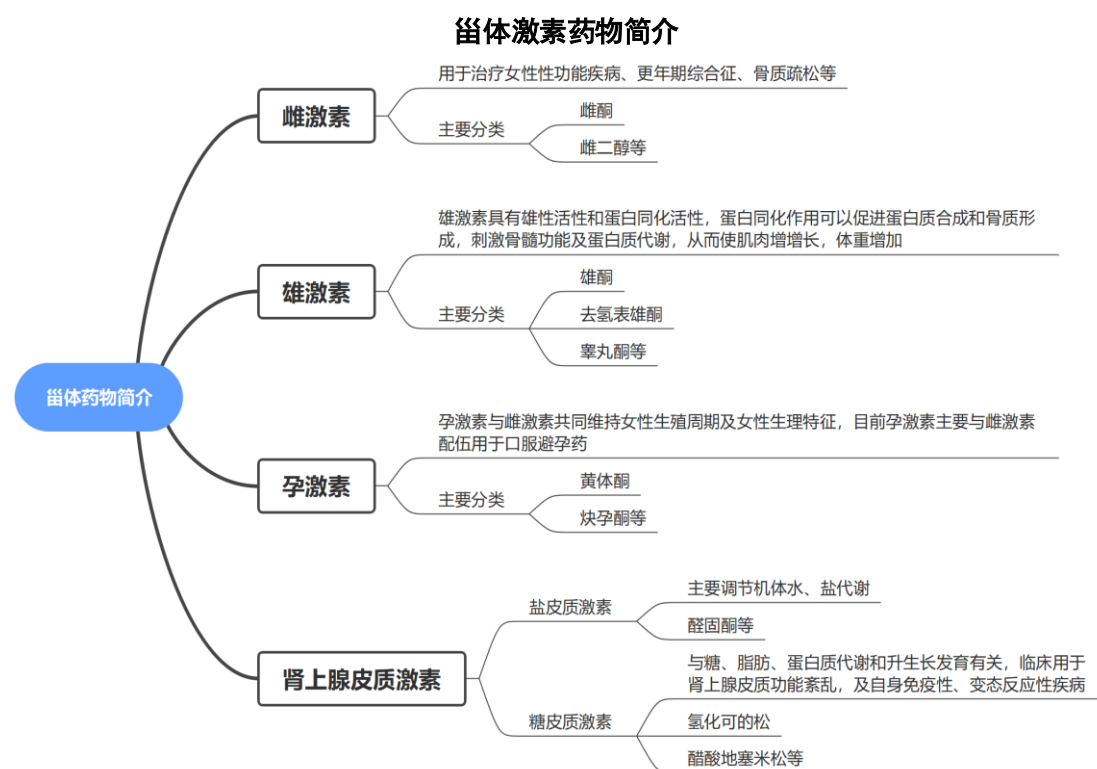 甾体激素药物简介
甾体药物简介
雌激素
用于治疗女性性功能疾病、更年期综合征、骨质疏松等
主要分类
雌酮
雌二醇等
雄激素
雄激素具有雄性活性和蛋白同化活性，蛋白同化作用可以促进蛋白质合成和骨质形
成，刺激骨髓功能及蛋白质代谢，从而使肌肉增增长，体重增加
主要分类
雄酮
去氢表雄酮
睾丸酮等
孕激素
孕激素与雌激素共同维持女性生殖周期及女性生理特征，目前孕激素主要与雌激素
配伍用于口服避孕药
主要分类
黄体酮
炔孕酮等
肾上腺皮质激素
盐皮质激素
主要调节机体水、盐代谢
醛固酮等
糖皮质激素
与糖、脂肪、蛋白质代谢和升生长发育有关，临床用于
肾上腺皮质功能紊乱，及自身免疫性、变态反应性疾病
氢化可的松
醋酸地塞米松等